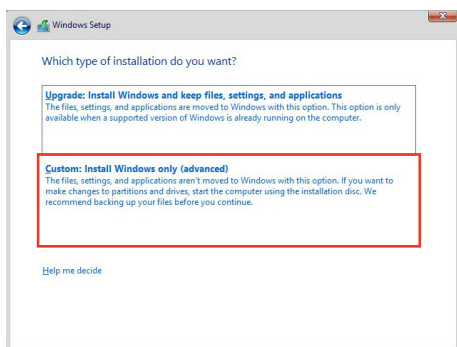 Windows Setup
Which type of installation do you want?
Upgrade: Install Windows and keep files, settings, and applications
The files, settings, and applications are moved to Windows with this option. This option is only
available when a supported version of Windows is already running on the computer.
Custom: Install Windows only (advanced)
The files, settings, and applications aren't moved to Windows with this option. If you want to
make changes to partitions and drives, start the computer using the installation disc. We
recommend backing up your files before you continue.
Help me decide